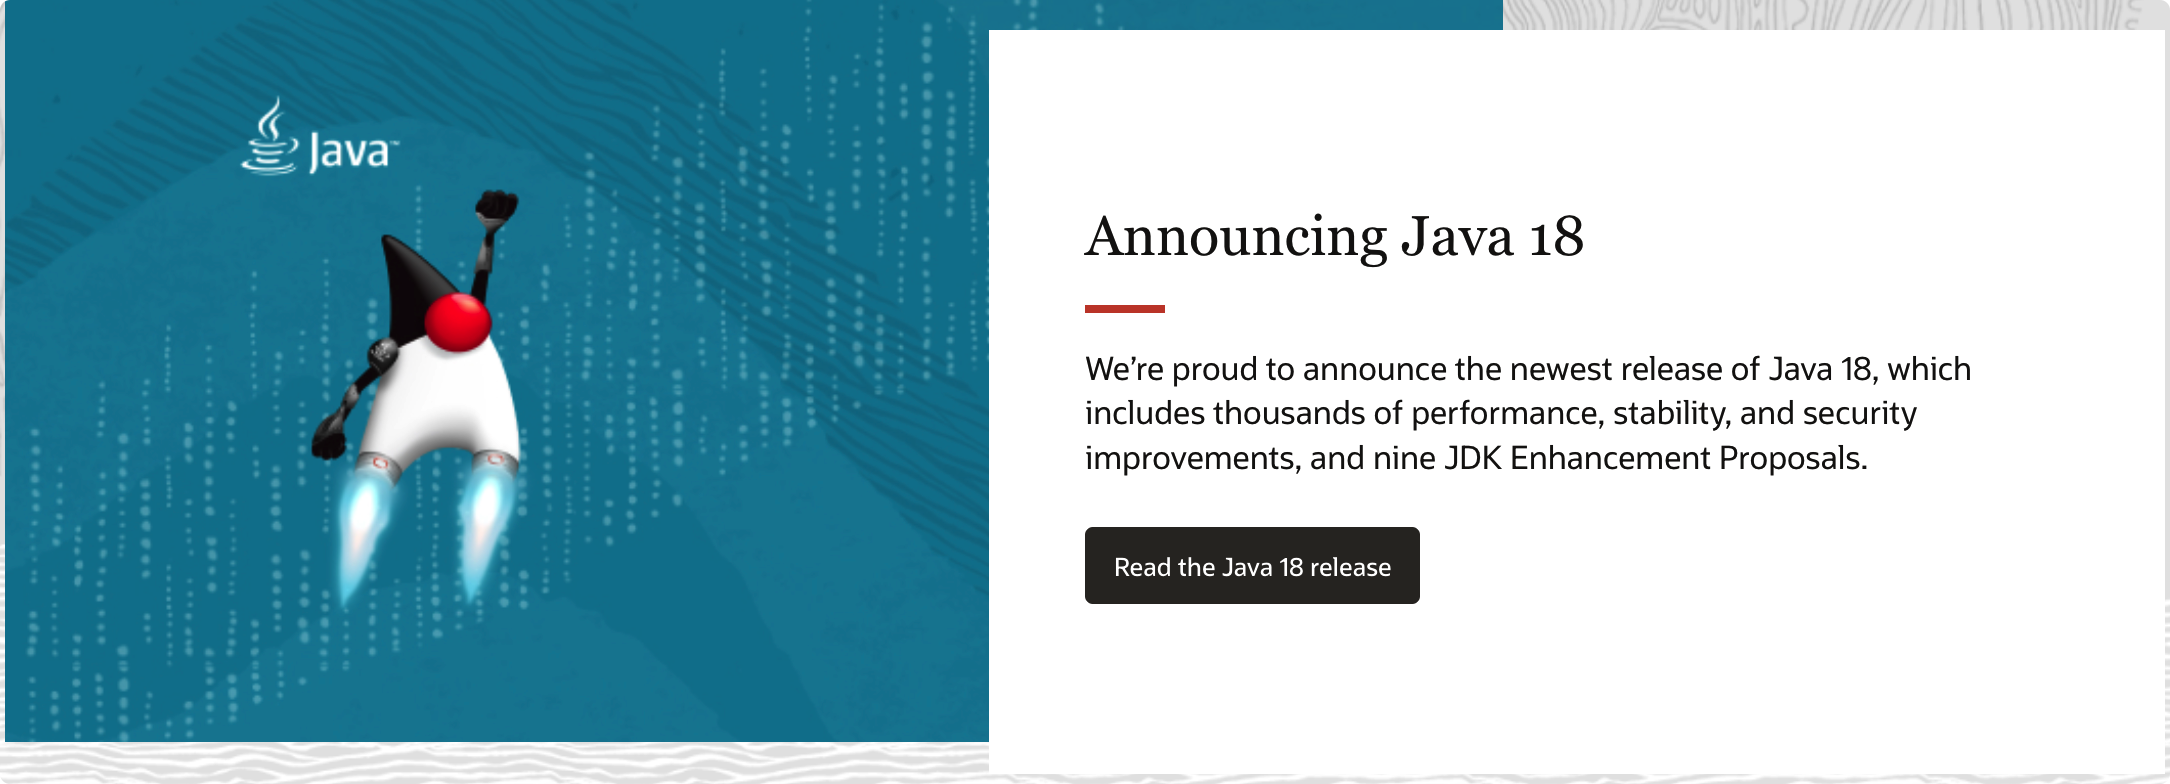 Java™
Announcing Java 18
We’re proud to announce the newest release of Java 18, which
includes thousands of performance, stability, and security
improvements, and nine JDK Enhancement Proposals.
Read the Java 18 release